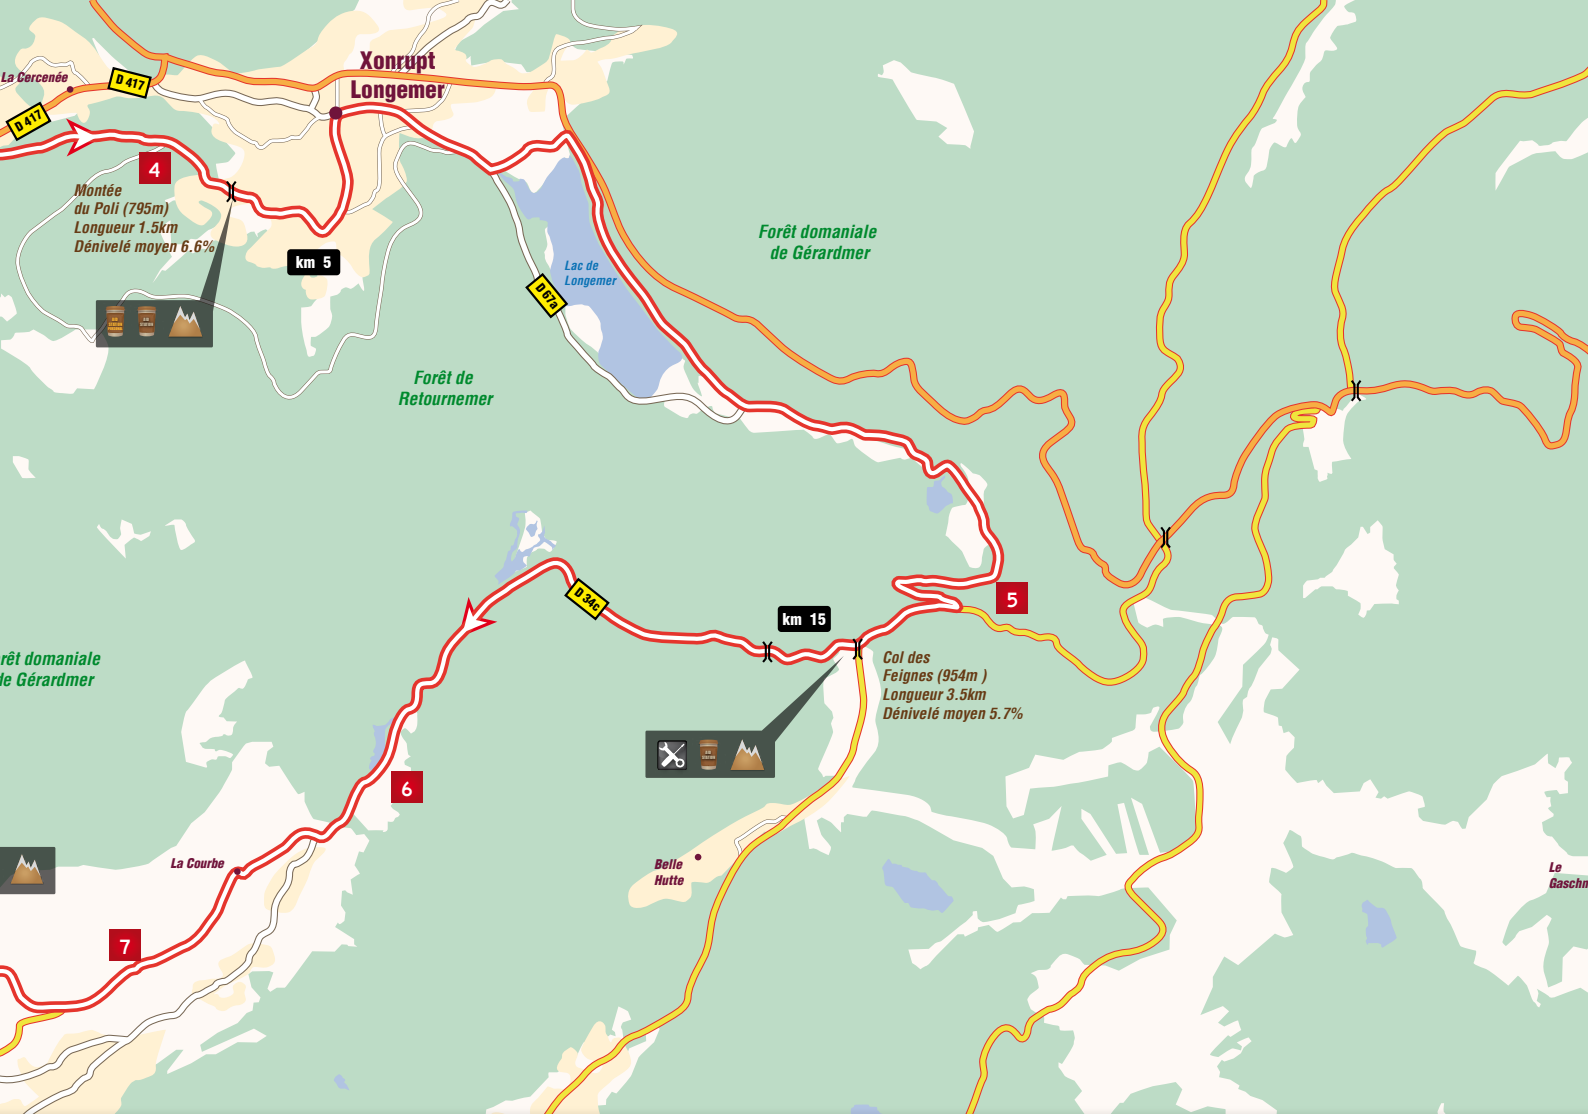 Xonrupt
Longemer
La Cercenée
D 417
D 417
4
Montée
du Poli (795m)
Longueur 1.5km
Dénivelé moyen 6.6%
km 5
Forêt domaniale
de Gérardmer
Lac de
Longemer
D 67a
Forêt de
Retournemer
D 34c
km 15
5
rêt domaniale
de Gérardmer
Col des
Feignes (954m )
Longueur 3.5km
Dénivelé moyen 5.7%
6
La Courbe
Belle
Hutte
Le
Gaschn
7